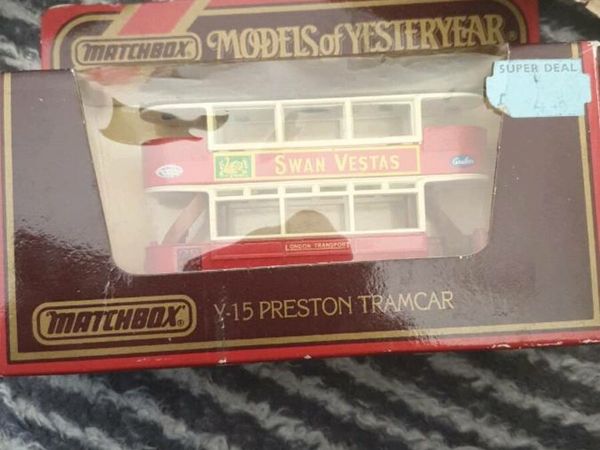 MATCHBOX® MODELS of YESTERYEAR®
SUPER DEAL
SWAN VESTAS
LONDON TRANSPORT
MATCHBOX® Y-15 PRESTON TRAMCAR